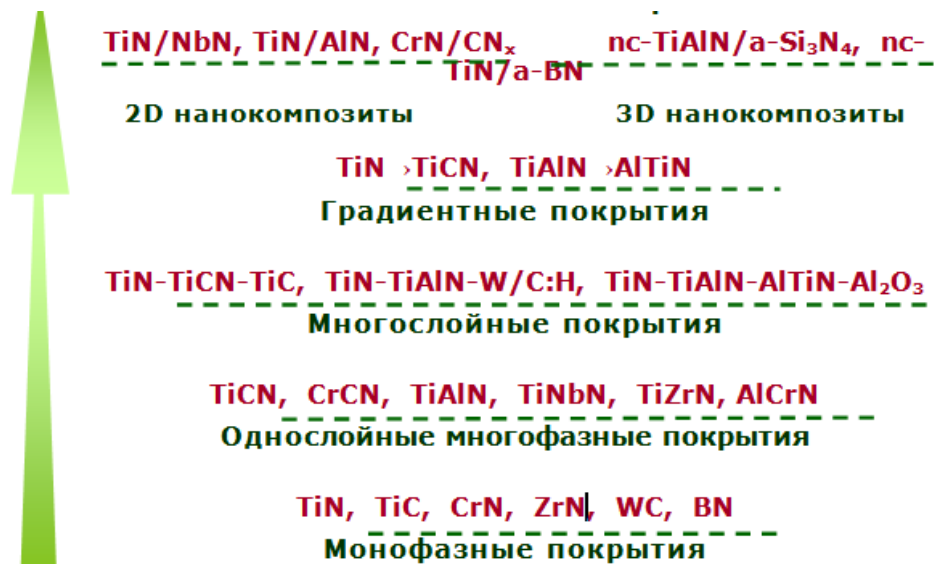 TiN/NbN, TiN/AlN, CrN/CNₓ nc-TiAlN/a-Si₃N₄, nc-
TiN/a-BN
2D нанокомпозиты 3D нанокомпозиты
TiN ›TiCN, TiAlN ›AlTiN
Градиентные покрытия
TiN-TiCN-TiC, TiN-TiAlN-W/C:H, TiN-TiAlN-AlTiN-Al₂O₃
Многослойные покрытия
TiCN, CrCN, TiAlN, TiNbN, TiZrN, AlCrN
Однослойные многофазные покрытия
TiN, TiC, CrN, ZrN, WC, BN
Монофазные покрытия